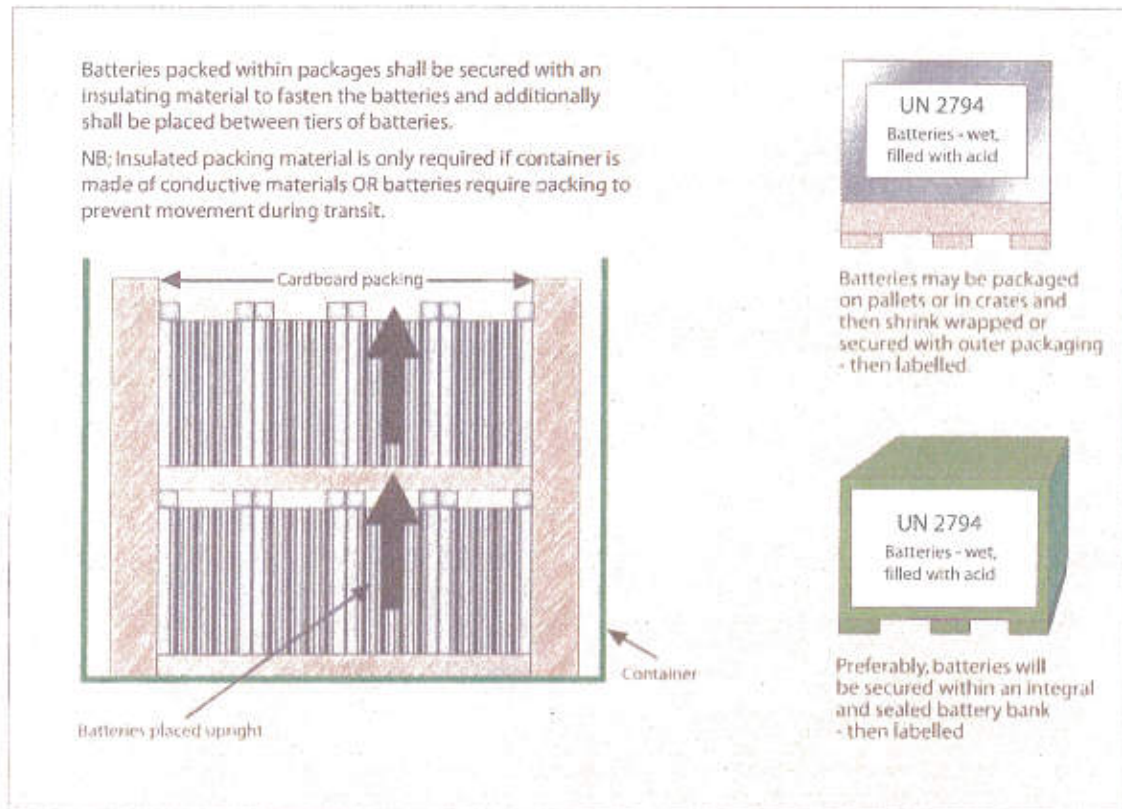 Batteries packed within packages shall be secured with an
insulating material to fasten the batteries and additionally
shall be placed between tiers of batteries.
NB; Insulated packing material is only required if container is
made of conductive materials OR batteries require packing to
prevent movement during transit.
Cardboard packing
Batteries placed upright
Container
UN 2794
Batteries - wet,
filled with acid
Batteries may be packaged
on pallets or in crates and
then shrink wrapped or
secured with outer packaging
- then labelled.
UN 2794
Batteries - wet,
filled with acid
Preferably, batteries will
be secured within an integral
and sealed battery bank
- then labelled